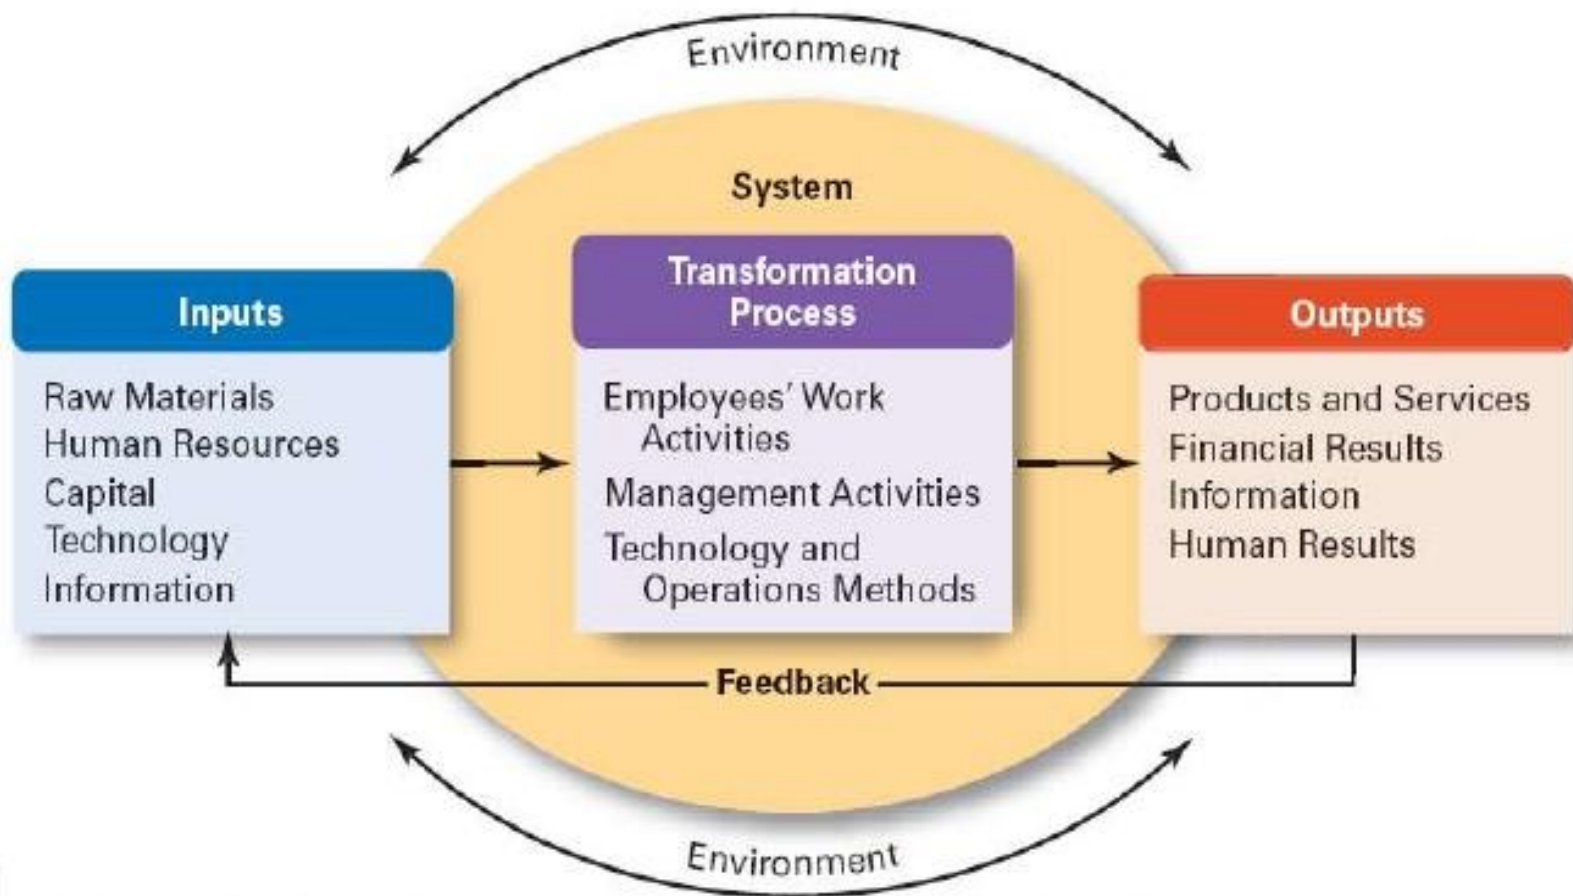 Environment
System
Inputs
Raw Materials
Human Resources
Capital
Technology
Information
Transformation
Process
Employees' Work
Activities
Management Activities
Technology and
Operations Methods
Outputs
Products and Services
Financial Results
Information
Human Results
Feedback
Environment